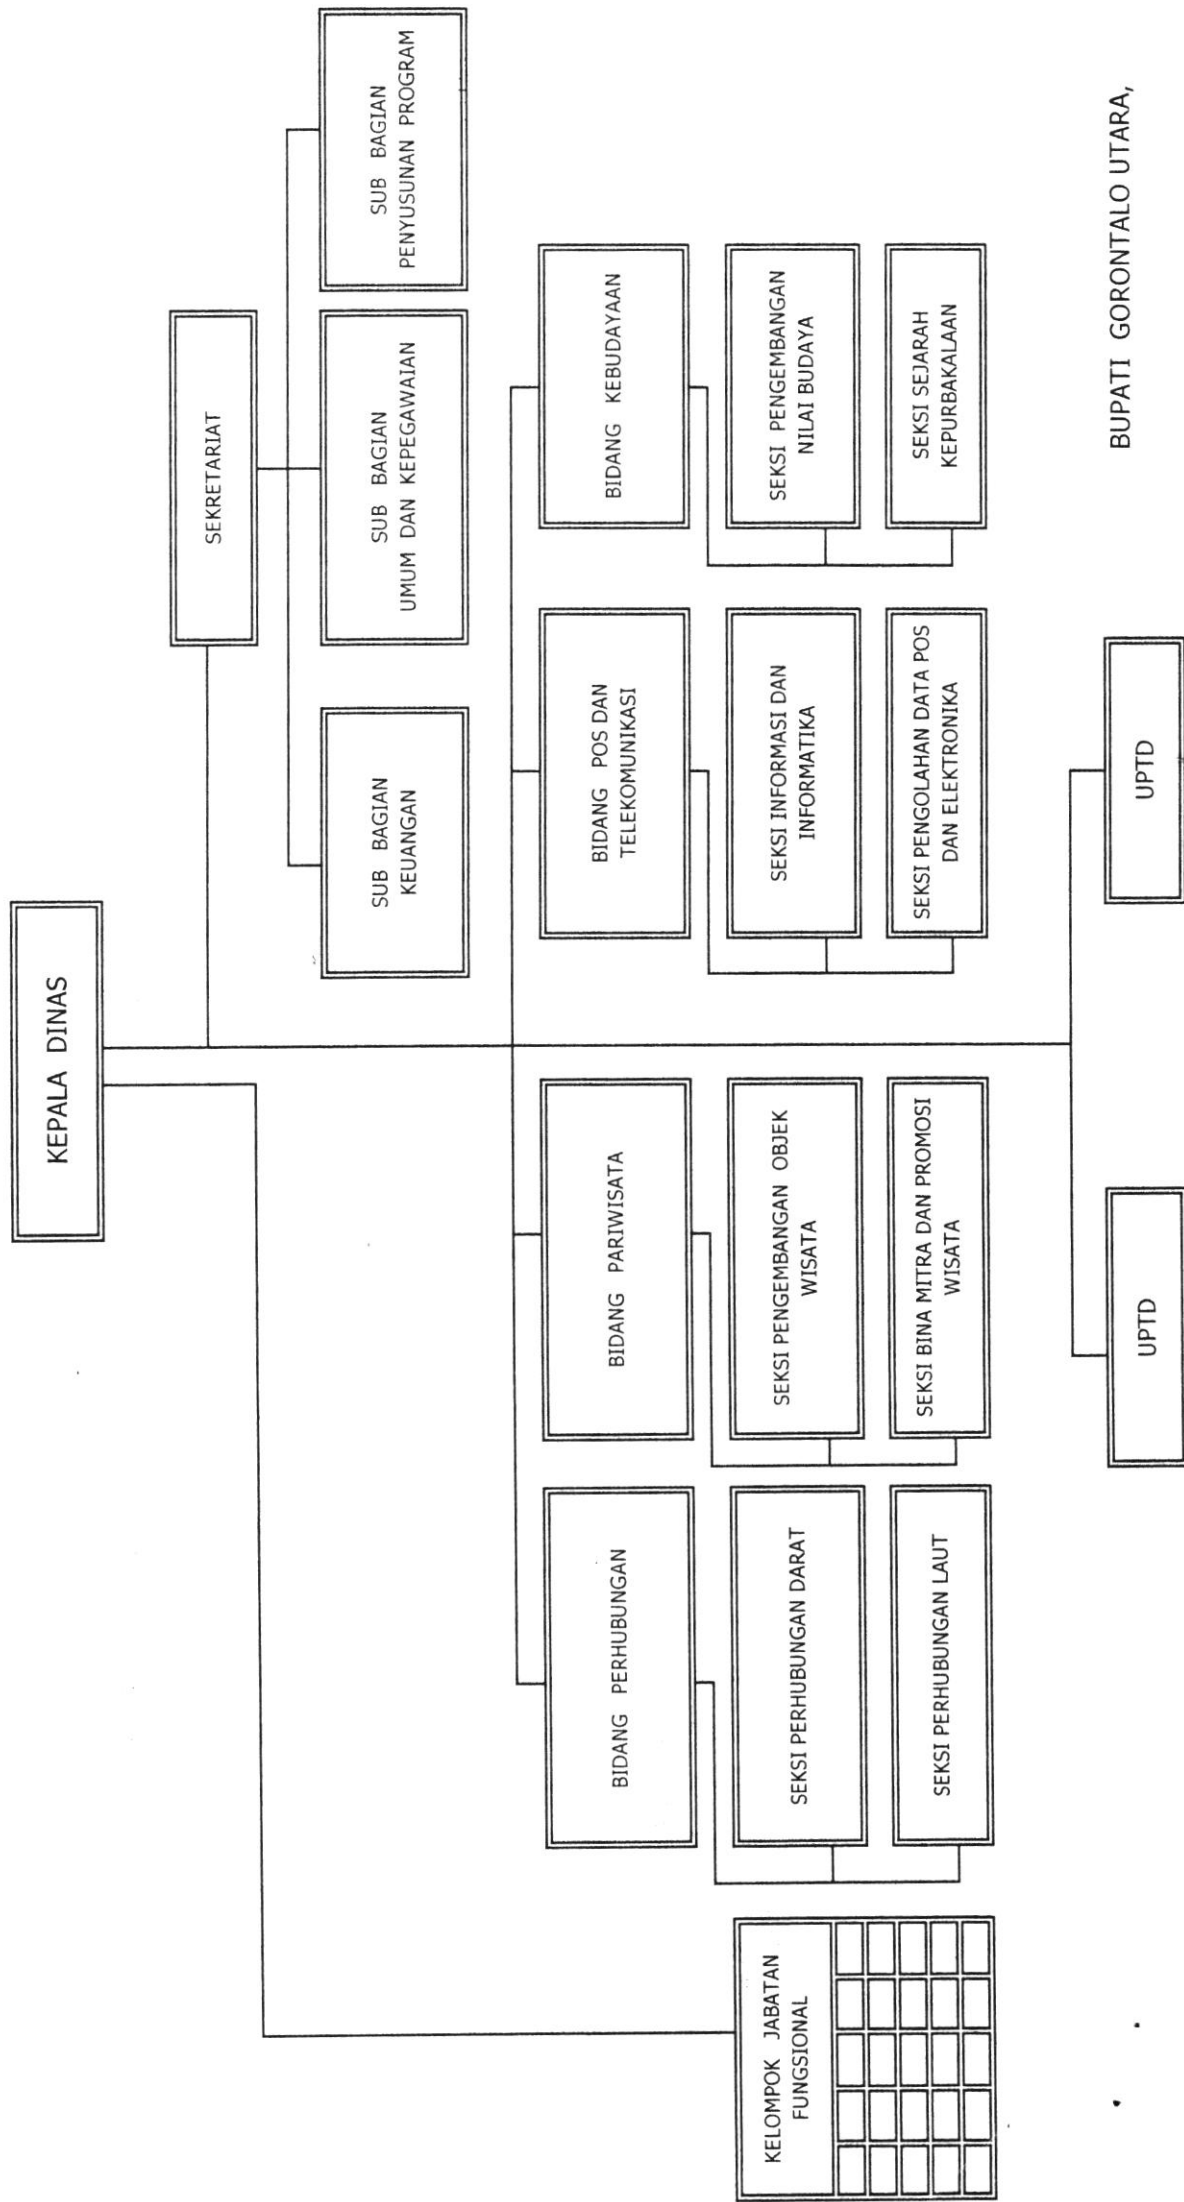 KEPALA DINAS
SEKRETARIAT
SUB BAGIAN
KEUANGAN
SUB BAGIAN
UMUM DAN KEPEGAWAIAN
SUB BAGIAN
PENYUSUNAN PROGRAM
BIDANG PERHUBUNGAN
BIDANG PARIWISATA
BIDANG POS DAN
TELEKOMUNIKASI
BIDANG KEBUDAYAAN
KELOMPOK JABATAN
FUNGSIONAL
SEKSI PERHUBUNGAN DARAT
SEKSI PENGEMBANGAN OBJEK
WISATA
SEKSI INFORMASI DAN
INFORMATIKA
SEKSI PENGEMBANGAN
NILAI BUDAYA
SEKSI PERHUBUNGAN LAUT
SEKSI BINA MITRA DAN PROMOSI
WISATA
SEKSI PENGOLAHAN DATA POS
DAN ELEKTRONIKA
SEKSI SEJARAH
KEPURBAKALAAN
UPTD
UPTD
BUPATI GORONTALO UTARA,